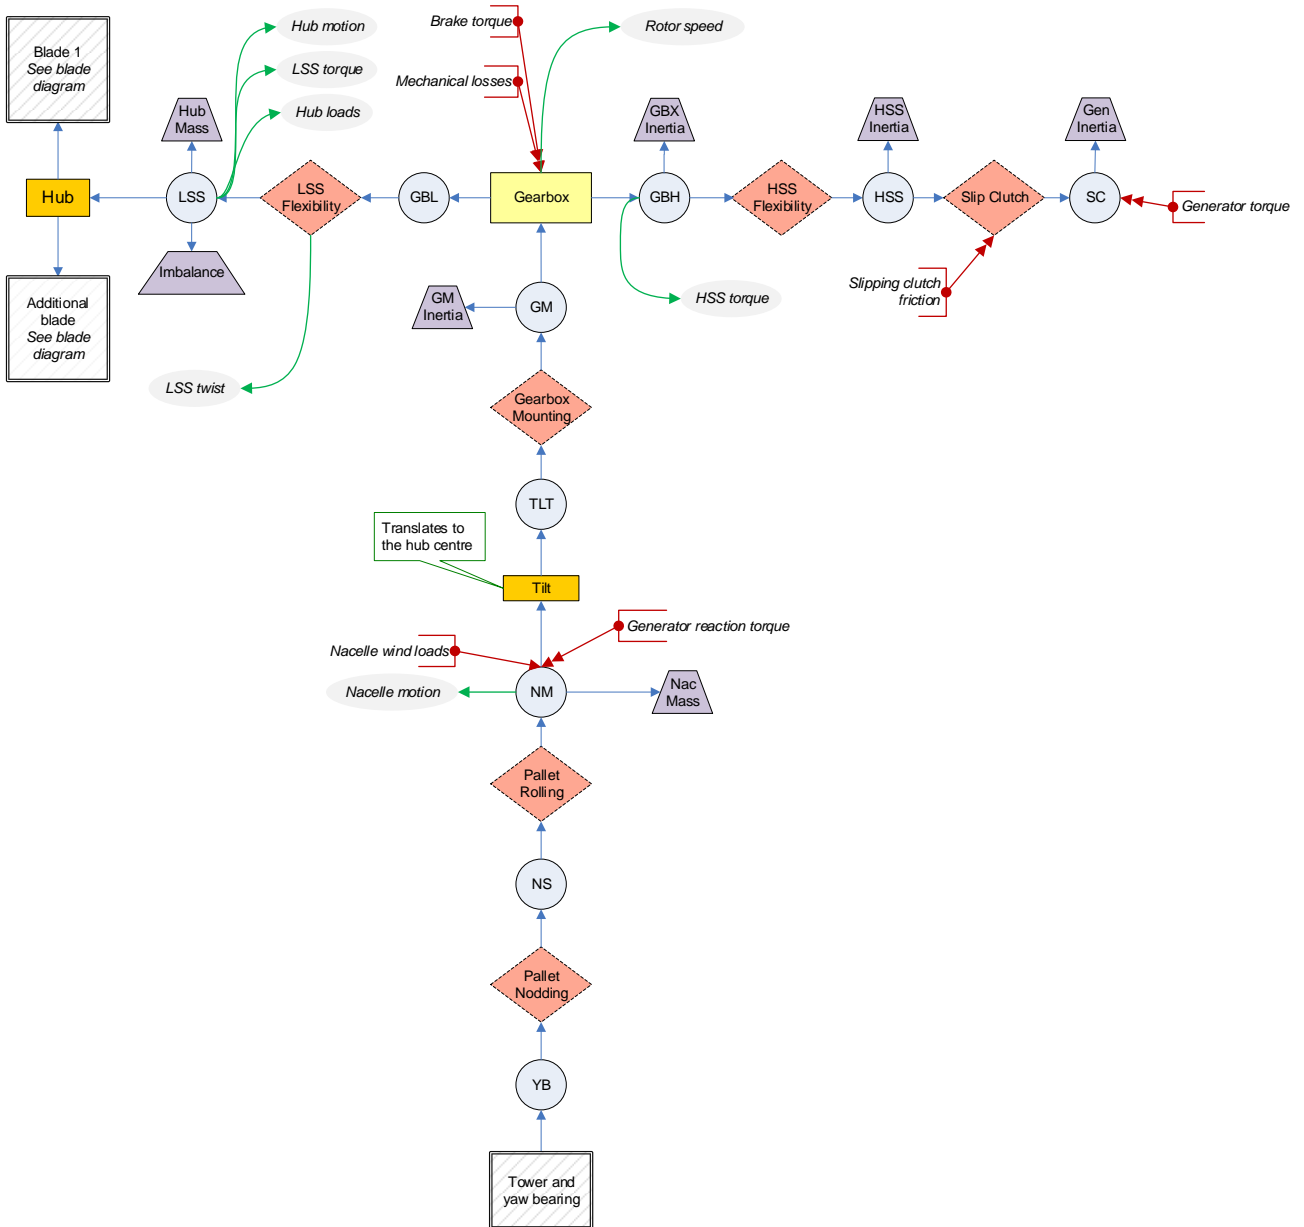 Hub motion
Brake torque
Rotor speed
Blade 1
See blade
diagram
LSS torque
Mechanical losses
Hub
Mass
Hub loads
GBX
Inertia
HSS
Inertia
Gen
Inertia
Hub
LSS
LSS
Flexibility
GBL
Gearbox
GBH
HSS
Flexibility
HSS
Slip Clutch
SC
Generator torque
Imbalance
Additional
blade
See blade
diagram
GM
Inertia
GM
HSS torque
Slipping clutch
friction
LSS twist
Gearbox
Mounting
TLT
Translates to
the hub centre
Tilt
Generator reaction torque
Nacelle wind loads
Nacelle motion
NM
Nac
Mass
Pallet
Rolling
NS
Pallet
Nodding
YB
Tower and
yaw bearing